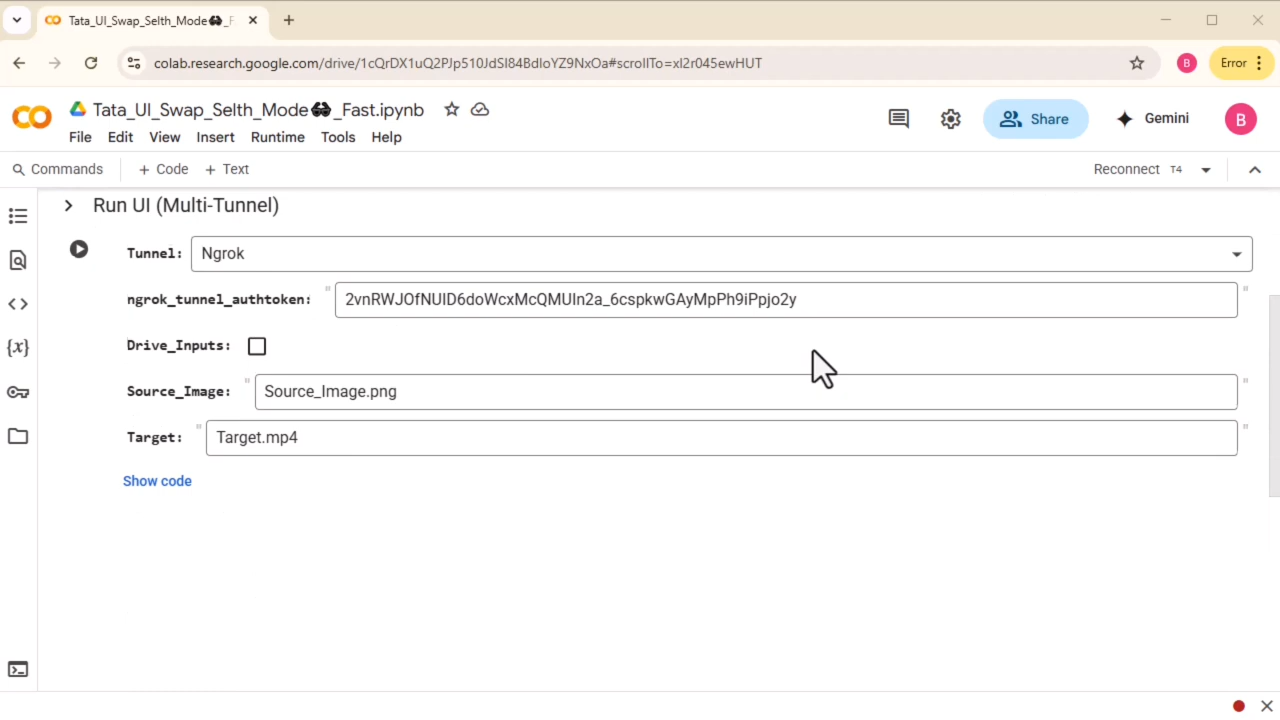 Tata_UI_Swap_Selth_Mode🕶_F
colab.research.google.com/drive/1cQrDX1uQ2PJp510JdSl84BdIoYZ9NxOa#scrollTo=xI2r045ewHUT
B
Error
Tata_UI_Swap_Selth_Mode🕶_Fast.ipynb
File Edit View Insert Runtime Tools Help
Share
Gemini
B
Commands + Code + Text
Reconnect T4
Run UI (Multi-Tunnel)
Tunnel: Ngrok
ngrok_tunnel_authtoken: " 2vnRWJOfNUID6doWcxMcQMUIn2a_6cspkwGAyMpPh9iPpjo2y "
Drive_Inputs:
Source_Image: " Source_Image.png "
Target: " Target.mp4 "
Show code